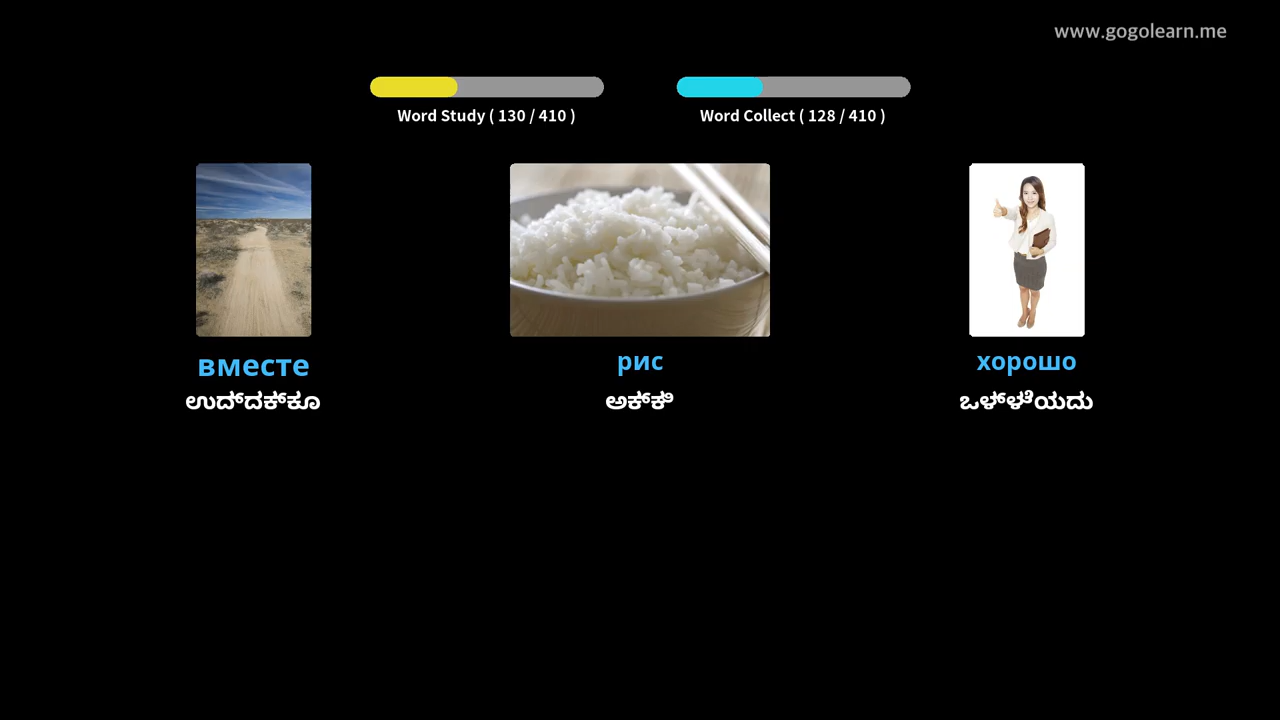 www.gogolearn.me
Word Study ( 130 / 410 )
Word Collect ( 128 / 410 )
вместе
рис
хорошо
ಉದ್ದಕ್ಕೂ
ಅಕ್ಕಿ
ಒಳ್ಳೆಯದು